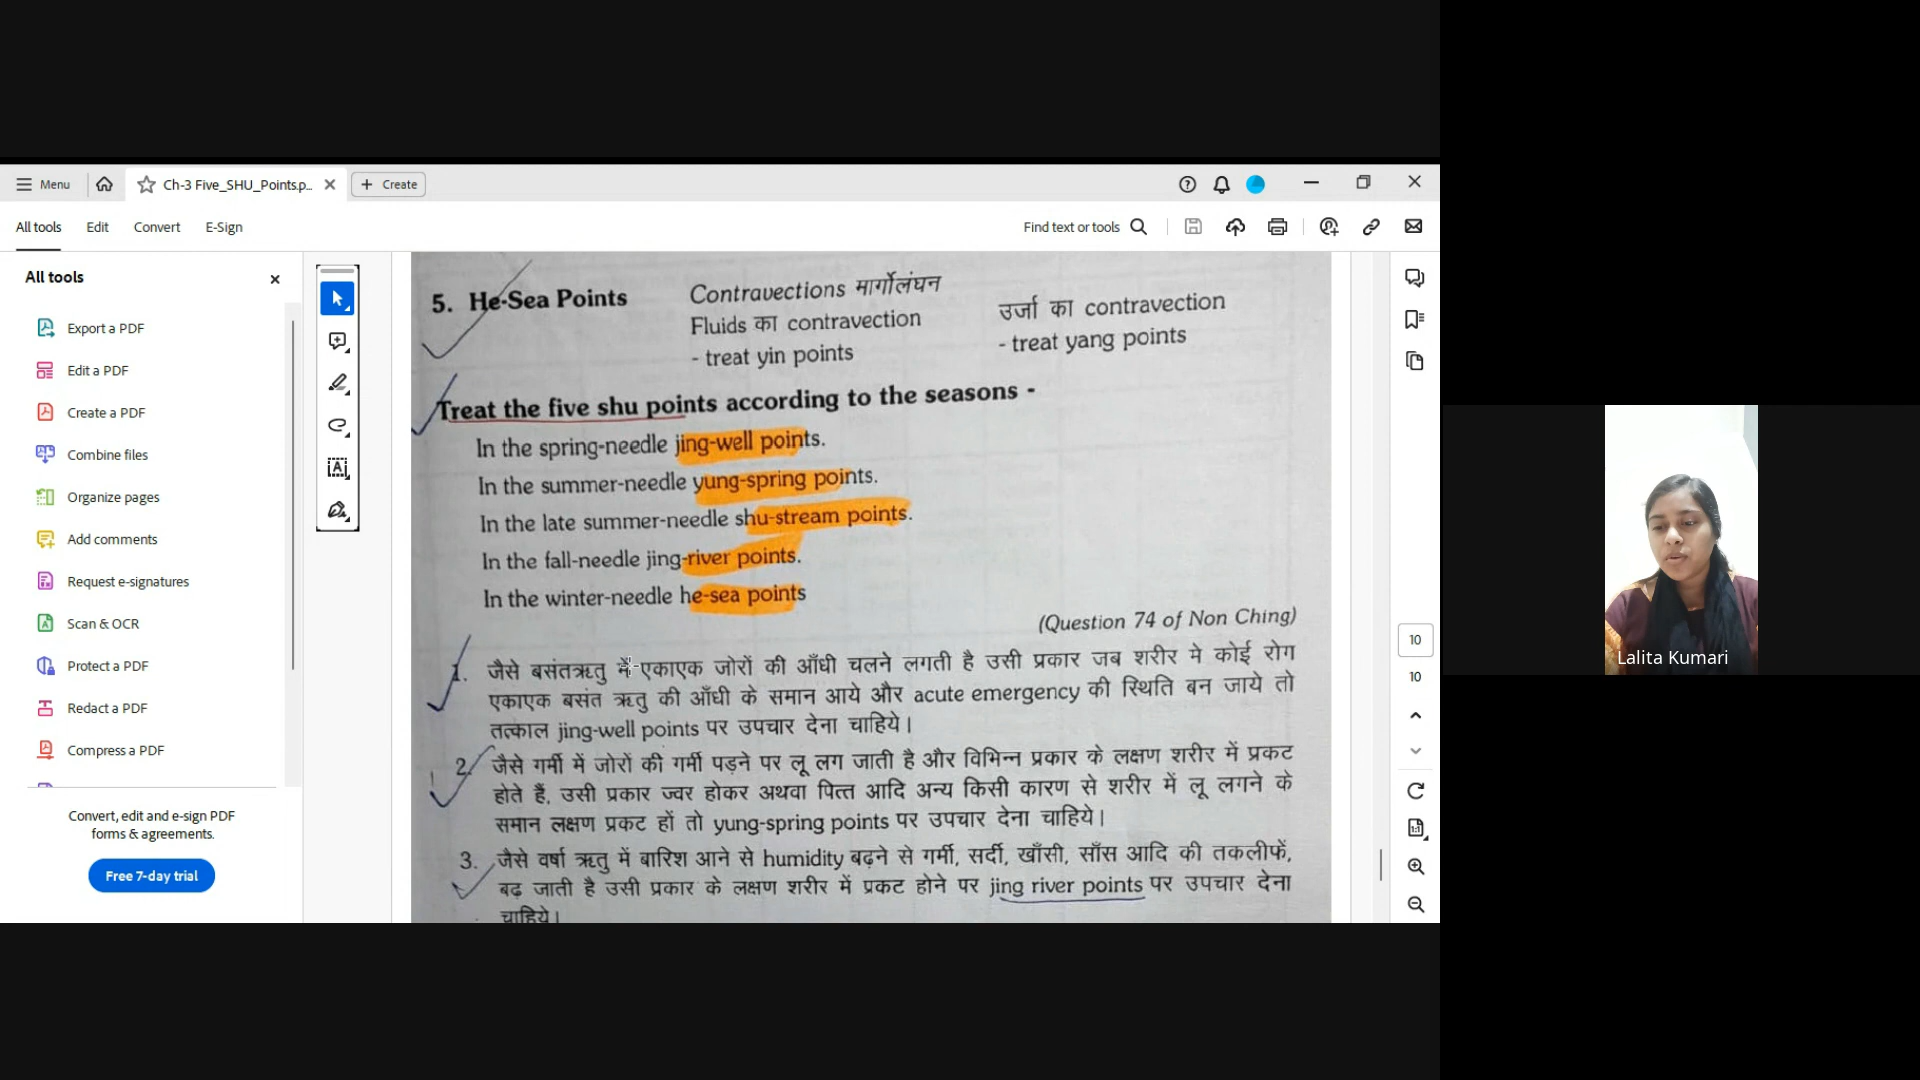 Menu
Ch-3 Five_SHU_Points.p...
Create
All tools
Edit
Convert
E-Sign
Find text or tools
All tools
Export a PDF
Edit a PDF
Create a PDF
Combine files
Organize pages
Add comments
Request e-signatures
Scan & OCR
Protect a PDF
Redact a PDF
Compress a PDF
Convert, edit and e-sign PDF
forms & agreements.
Free 7-day trial
5. He-Sea Points
Contravections मार्गोलंघन
Fluids का contravection
- treat yin points
उर्जा का contravection
- treat yang points
Treat the five shu points according to the seasons -
In the spring-needle jing-well points.
In the summer-needle yung-spring points.
In the late summer-needle shu-stream points.
In the fall-needle jing-river points.
In the winter-needle he-sea points
(Question 74 of Non Ching)
1. जैसे बसंतऋतु में एकाएक जोरों की आँधी चलने लगती है उसी प्रकार जब शरीर मे कोई रोग
एकाएक बसंत ऋतु की आँधी के समान आये और acute emergency की स्थिति बन जाये तो
तत्काल jing-well points पर उपचार देना चाहिये।
2. जैसे गर्मी में जोरों की गर्मी पड़ने पर लू लग जाती है और विभिन्न प्रकार के लक्षण शरीर में प्रकट
होते हैं, उसी प्रकार ज्वर होकर अथवा पित्त आदि अन्य किसी कारण से शरीर में लू लगने के
समान लक्षण प्रकट हों तो yung-spring points पर उपचार देना चाहिये।
3. जैसे वर्षा ऋतु में बारिश आने से humidity बढ़ने से गर्मी, सर्दी, खाँसी, साँस आदि की तकलीफें,
बढ़ जाती है उसी प्रकार के लक्षण शरीर में प्रकट होने पर jing river points पर उपचार देना
चाहिये।
10
10
Lalita Kumari